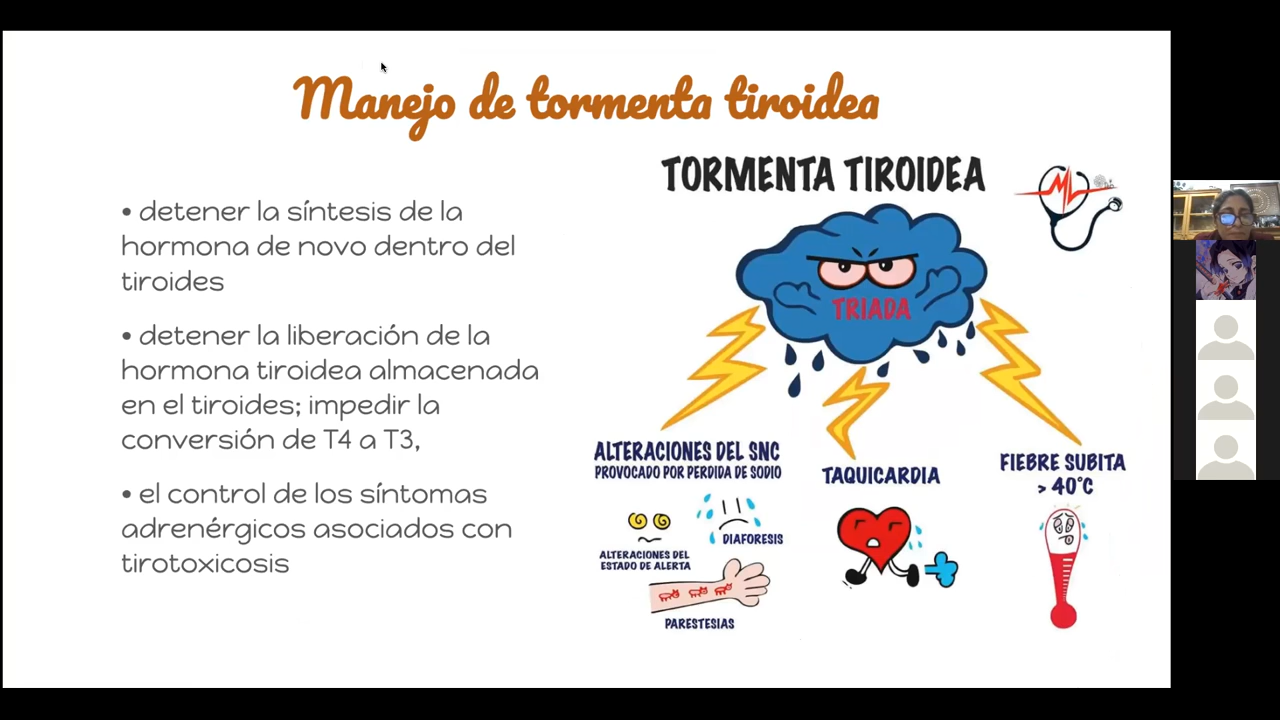 Manejo de tormenta tiroidea
• detener la síntesis de la
hormona de novo dentro del
tiroides
• detener la liberación de la
hormona tiroidea almacenada
en el tiroides; impedir la
conversión de T4 a T3,
• el control de los síntomas
adrenérgicos asociados con
tirotoxicosis
TORMENTA TIROIDEA
ML
TRIADA
ALTERACIONES DEL SNC
PROVOCADO POR PERDIDA DE SODIO
DIAFORESIS
ALTERACIONES DEL
ESTADO DE ALERTA
PARESTESIAS
TAQUICARDIA
FIEBRE SUBITA
> 40°C